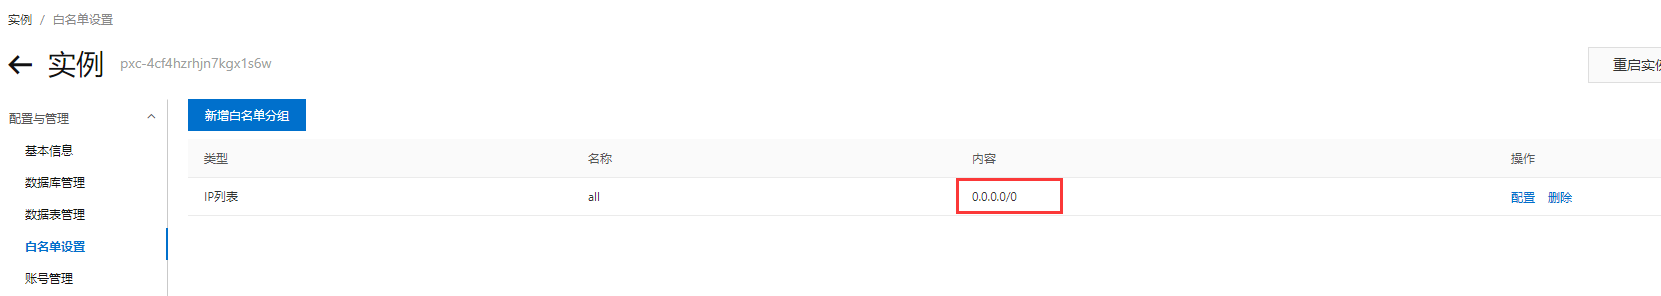 实例 / 白名单设置
实例 pxc-4cf4hzrhjn7kgx1s6w
重启实例
配置与管理
基本信息
数据库管理
数据表管理
白名单设置
账号管理
新增白名单分组
类型 名称 内容 操作
IP列表 all 0.0.0.0/0 配置 删除